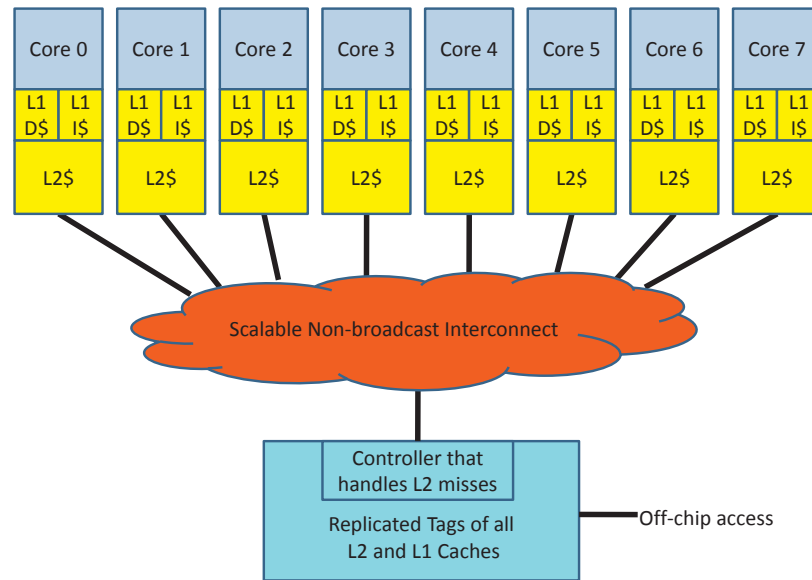 Core 0 Core 1 Core 2 Core 3 Core 4 Core 5 Core 6 Core 7
L1 L1 L1 L1 L1 L1 L1 L1 L1 L1 L1 L1 L1 L1 L1 L1
D$ I$ D$ I$ D$ I$ D$ I$ D$ I$ D$ I$ D$ I$ D$ I$
L2$ L2$ L2$ L2$ L2$ L2$ L2$ L2$
Scalable Non-broadcast Interconnect
Controller that
handles L2 misses
Off-chip access
Replicated Tags of all
L2 and L1 Caches